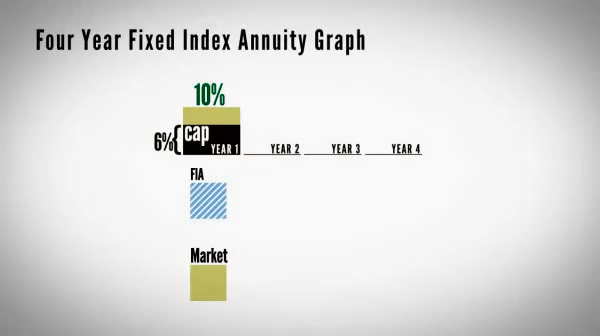 Four Year Fixed Index Annuity Graph
10%
6%{ cap
YEAR 1 YEAR 2 YEAR 3 YEAR 4
FIA
Market